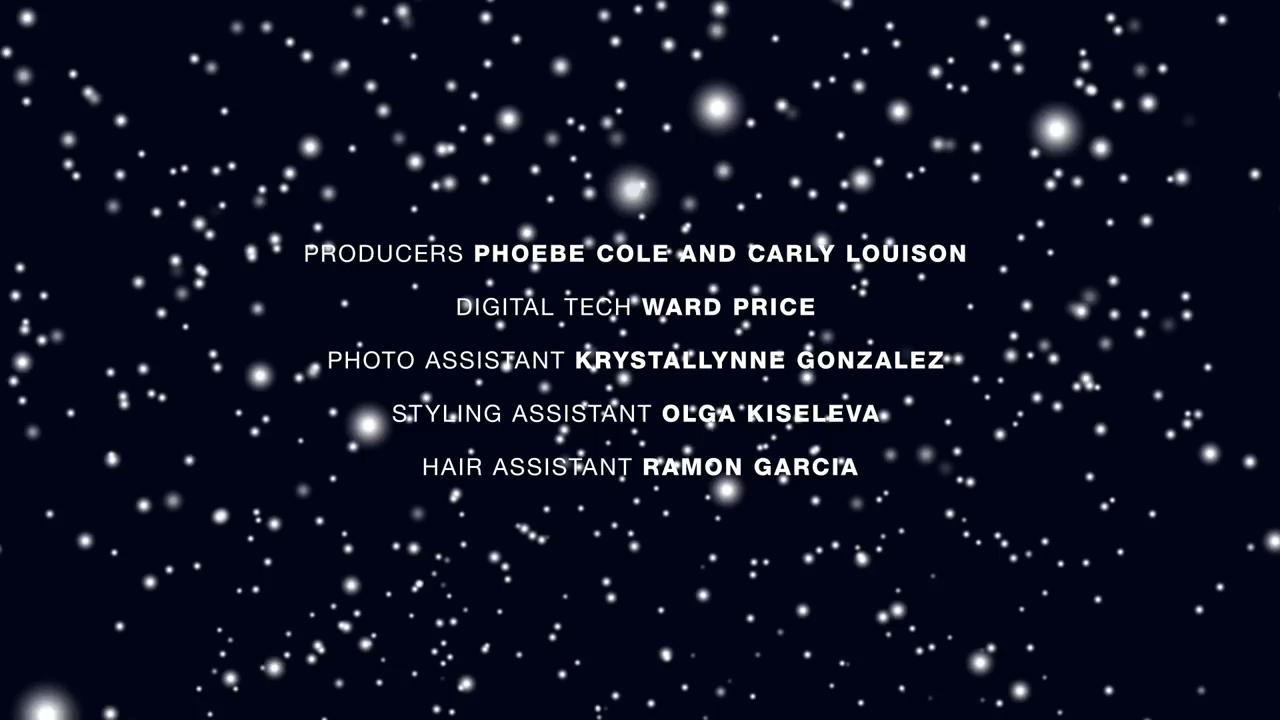 PRODUCERS PHOEBE COLE AND CARLY LOUISON
DIGITAL TECH WARD PRICE
PHOTO ASSISTANT KRYSTALLYNNE GONZALEZ
STYLING ASSISTANT OLGA KISELEVA
HAIR ASSISTANT RAMON GARCIA